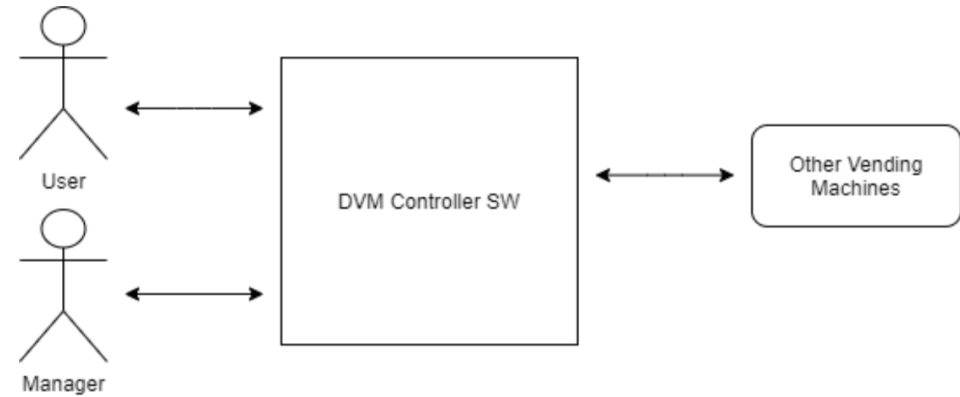 User
DVM Controller SW
Other Vending
Machines
Manager